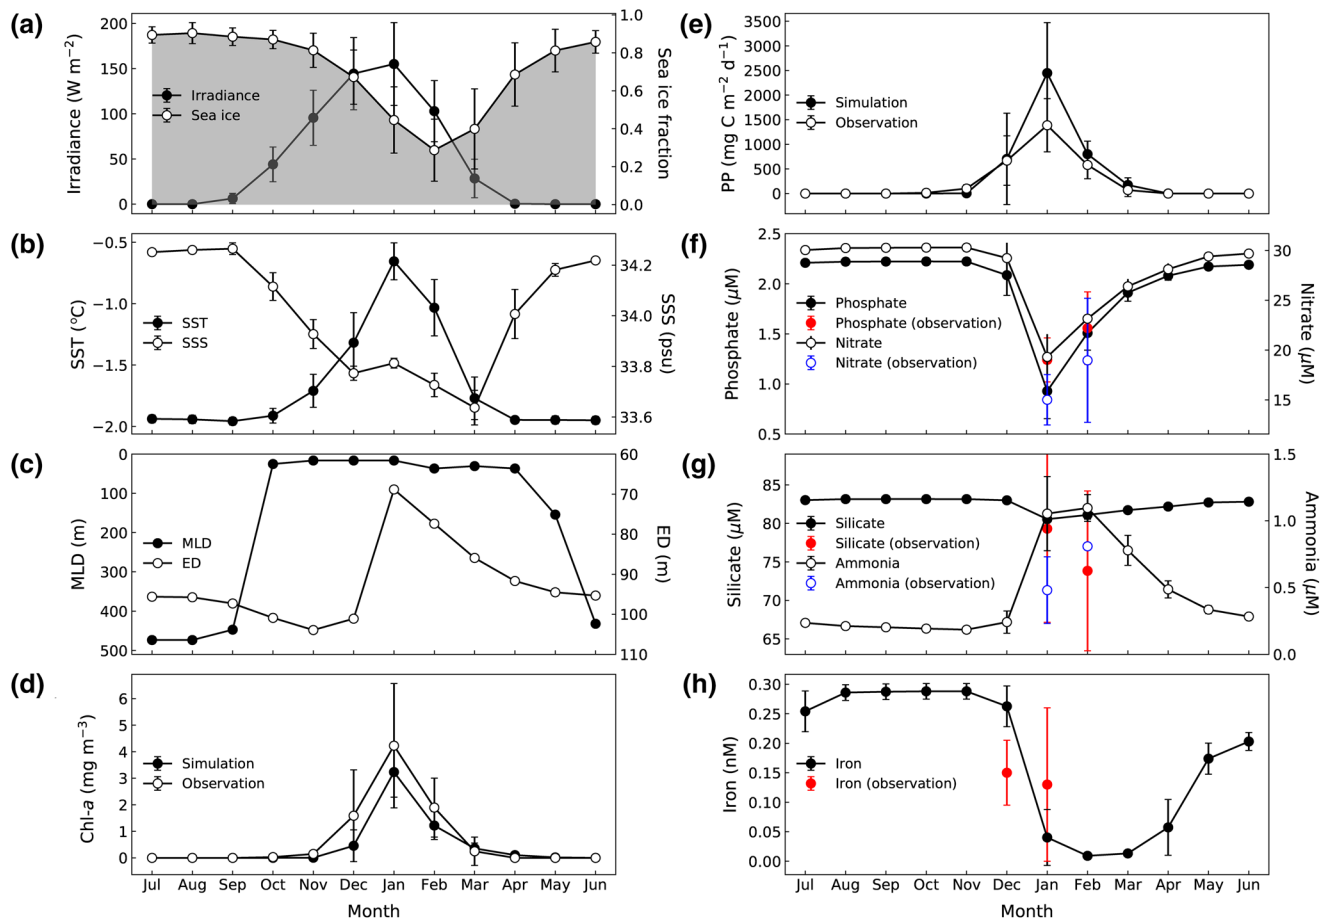 (a)
200
150
100
50
0
Irradiance (W m−2)
Irradiance
Sea ice
1.0
0.8
0.6
0.4
0.2
0.0
Sea ice fraction
(b)
−0.5
−1.0
−1.5
−2.0
SST (°C)
SST
SSS
34.2
34.0
33.8
33.6
SSS (psu)
(c)
0
100
200
300
400
500
MLD (m)
MLD
ED
60
70
80
90
100
110
ED (m)
(d)
6
5
4
3
2
1
0
Chl-a (mg m−3)
Simulation
Observation
Jul Aug Sep Oct Nov Dec Jan Feb Mar Apr May Jun
Month
(e)
3500
3000
2500
2000
1500
1000
500
0
PP (mg C m−2 d−1)
Simulation
Observation
(f)
2.5
2.0
1.5
1.0
0.5
Phosphate (μM)
Phosphate
Phosphate (observation)
Nitrate
Nitrate (observation)
30
25
20
15
Nitrate (μM)
(g)
85
80
75
70
65
Silicate (μM)
Silicate
Silicate (observation)
Ammonia
Ammonia (observation)
1.5
1.0
0.5
0.0
Ammonia (μM)
(h)
0.30
0.25
0.20
0.15
0.10
0.05
0.00
Iron (nM)
Iron
Iron (observation)
Jul Aug Sep Oct Nov Dec Jan Feb Mar Apr May Jun
Month